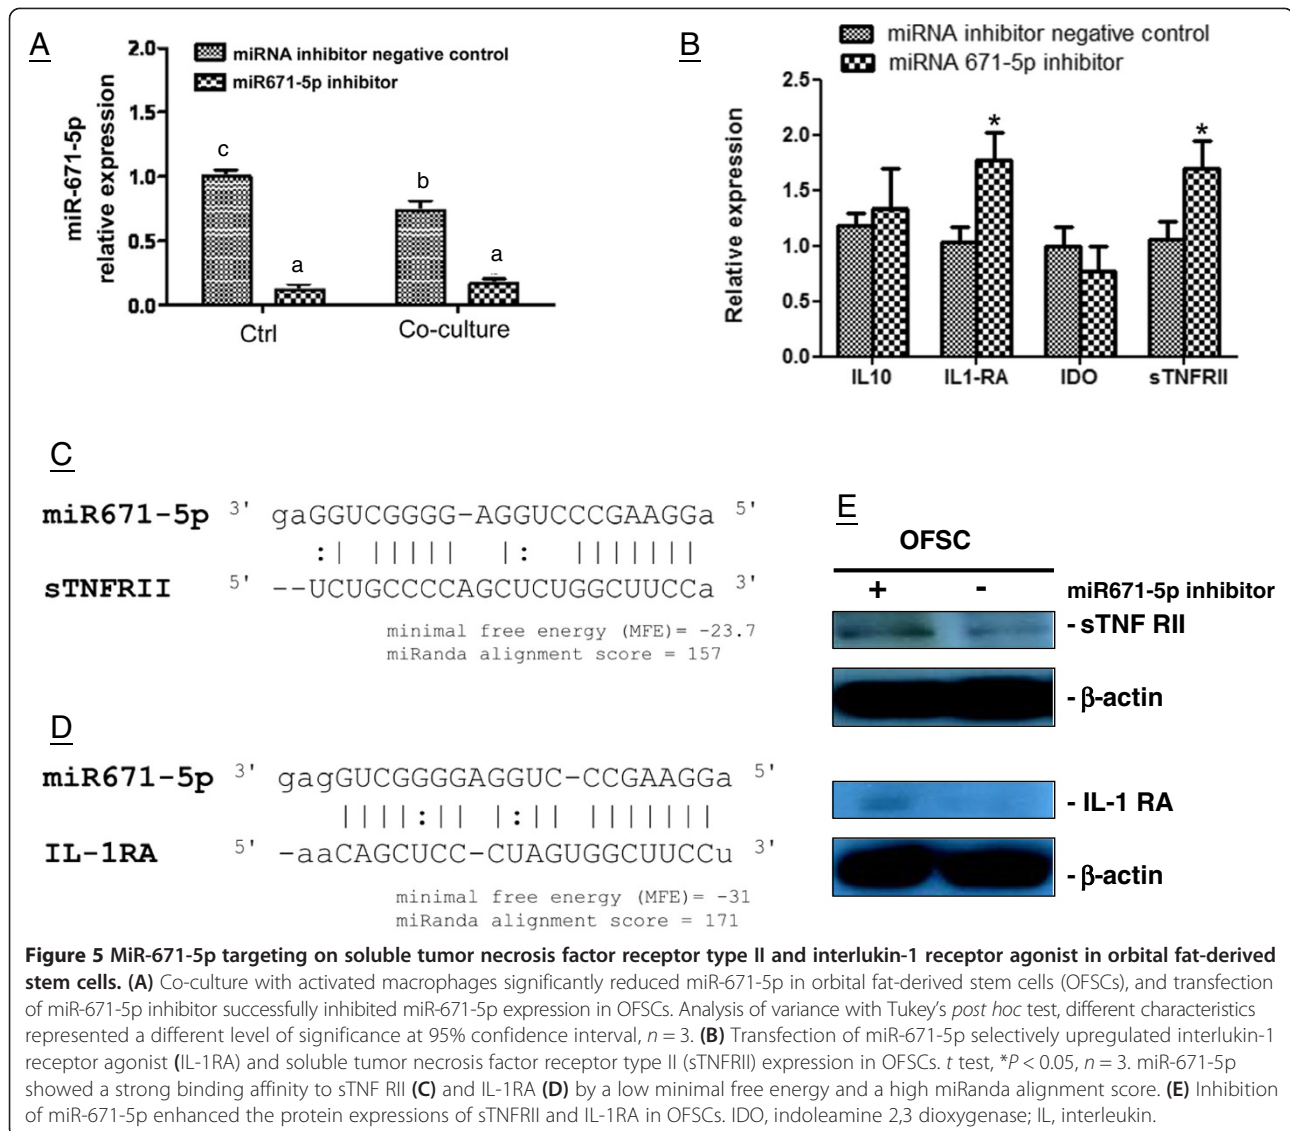 A
2.0
1.5
1.0
0.5
0.0
miR-671-5p
relative expression
miRNA inhibitor negative control
miR671-5p inhibitor
c
a
b
a
Ctrl
Co-culture
B
miRNA inhibitor negative control
miRNA 671-5p inhibitor
2.5
2.0
1.5
1.0
0.5
0.0
Relative expression
*
*
IL10
IL1-RA
IDO
sTNFRII
C
miR671-5p 3' gaGGUCGGGG-AGGUCCCGAAGGa 5'
:| ||||| |: |||||||
sTNFRII 5' --UCUGCCCCAGCUCUGGCUUCCa 3'
minimal free energy (MFE)= -23.7
miRanda alignment score = 157
D
miR671-5p 3' gagGUCGGGGAGGUC-CCGAAGGa 5'
||||:|| |:|| |||||||
IL-1RA 5' -aaCAGCUCC-CUAGUGGCUUCCu 3'
minimal free energy (MFE)= -31
miRanda alignment score = 171
E
OFSC
+ - miR671-5p inhibitor
- sTNF RII
- β-actin
- IL-1 RA
- β-actin
Figure 5 MiR-671-5p targeting on soluble tumor necrosis factor receptor type II and interlukin-1 receptor agonist in orbital fat-derived
stem cells. (A) Co-culture with activated macrophages significantly reduced miR-671-5p in orbital fat-derived stem cells (OFSCs), and transfection
of miR-671-5p inhibitor successfully inhibited miR-671-5p expression in OFSCs. Analysis of variance with Tukey's post hoc test, different characteristics
represented a different level of significance at 95% confidence interval, n = 3. (B) Transfection of miR-671-5p selectively upregulated interlukin-1
receptor agonist (IL-1RA) and soluble tumor necrosis factor receptor type II (sTNFRII) expression in OFSCs. t test, *P < 0.05, n = 3. miR-671-5p
showed a strong binding affinity to sTNF RII (C) and IL-1RA (D) by a low minimal free energy and a high miRanda alignment score. (E) Inhibition
of miR-671-5p enhanced the protein expressions of sTNFRII and IL-1RA in OFSCs. IDO, indoleamine 2,3 dioxygenase; IL, interleukin.